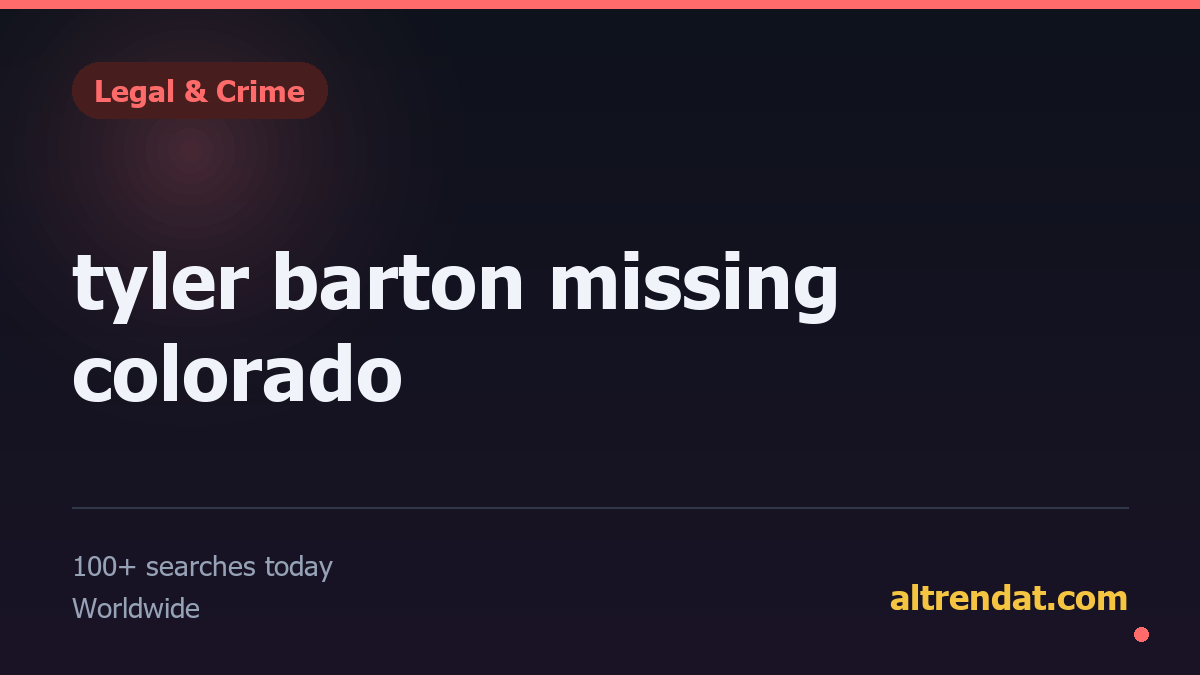 Legal & Crime
tyler barton missing
colorado
100+ searches today
Worldwide
altrendat.com